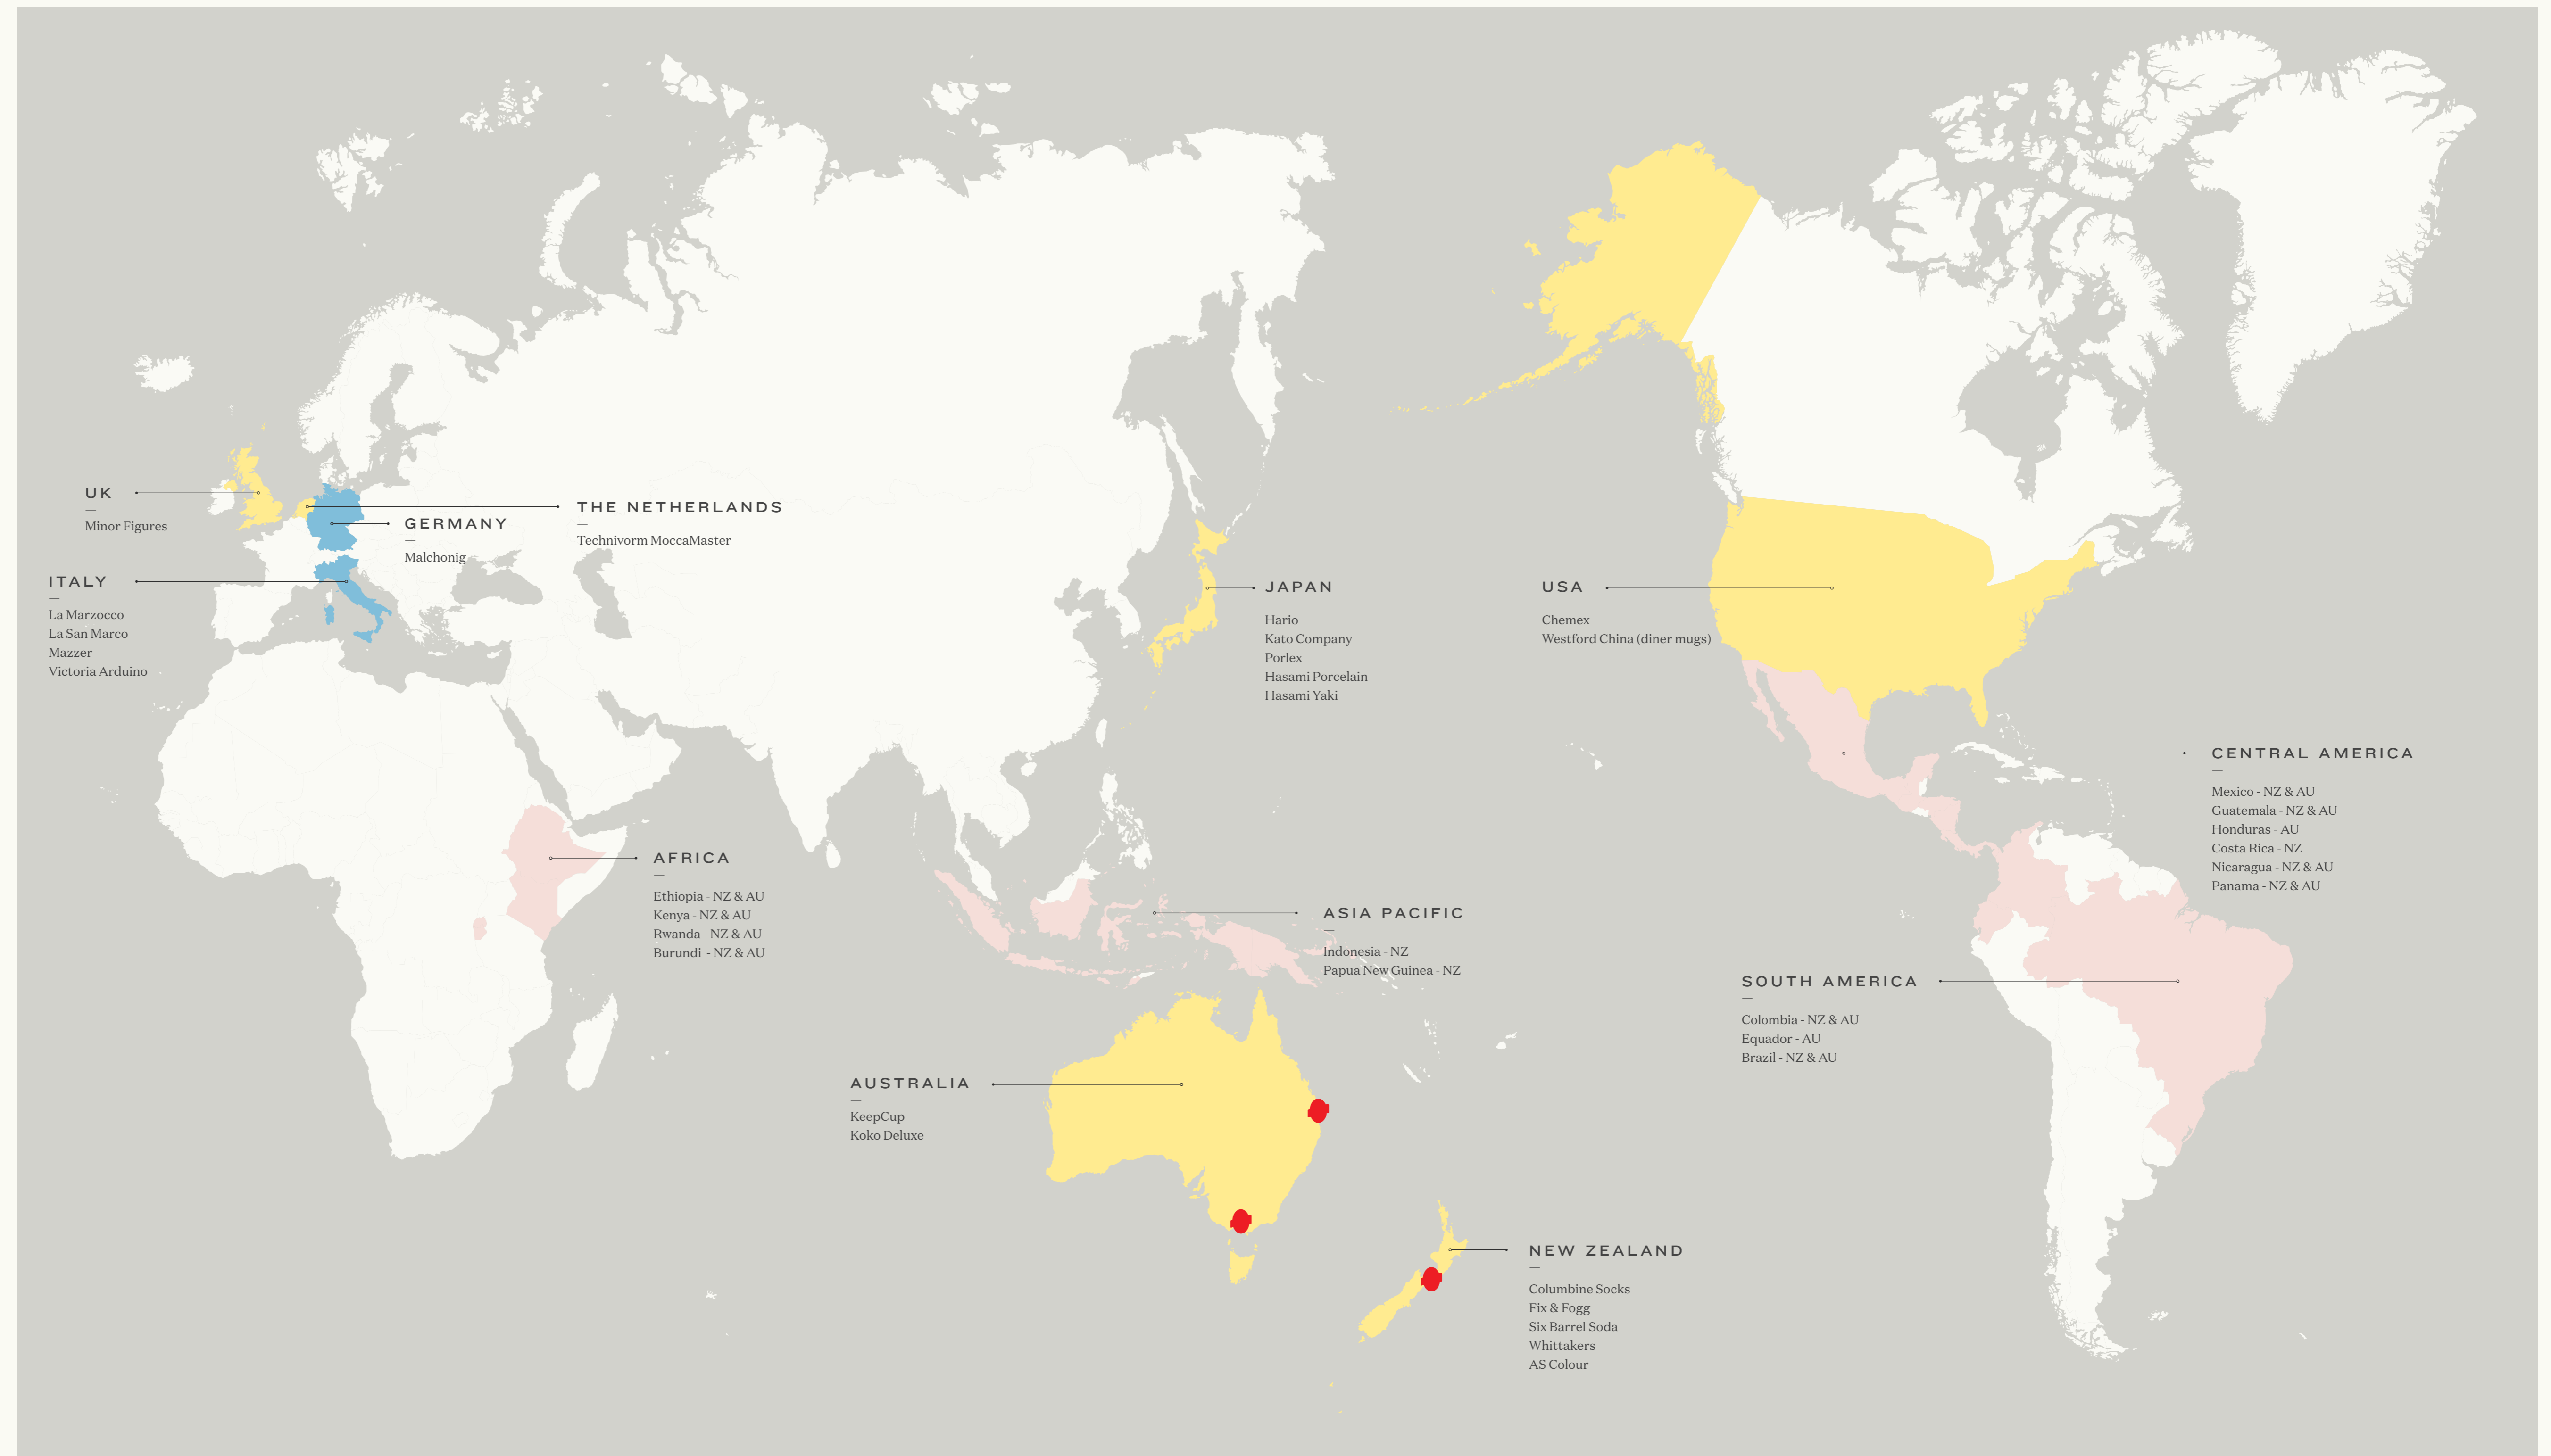 UK
—
Minor Figures
THE NETHERLANDS
—
Technivorm MoccaMaster
GERMANY
—
Malchonig
ITALY
—
La Marzocco
La San Marco
Mazzer
Victoria Arduino
JAPAN
—
Hario
Kato Company
Porlex
Hasami Porcelain
Hasami Yaki
USA
—
Chemex
Westford China (diner mugs)
CENTRAL AMERICA
—
Mexico - NZ & AU
Guatemala - NZ & AU
Honduras - AU
Costa Rica - NZ
Nicaragua - NZ & AU
Panama - NZ & AU
AFRICA
—
Ethiopia - NZ & AU
Kenya - NZ & AU
Rwanda - NZ & AU
Burundi - NZ & AU
ASIA PACIFIC
—
Indonesia - NZ
Papua New Guinea - NZ
SOUTH AMERICA
—
Colombia - NZ & AU
Equador - AU
Brazil - NZ & AU
AUSTRALIA
—
KeepCup
Koko Deluxe
NEW ZEALAND
—
Columbine Socks
Fix & Fogg
Six Barrel Soda
Whittakers
AS Colour